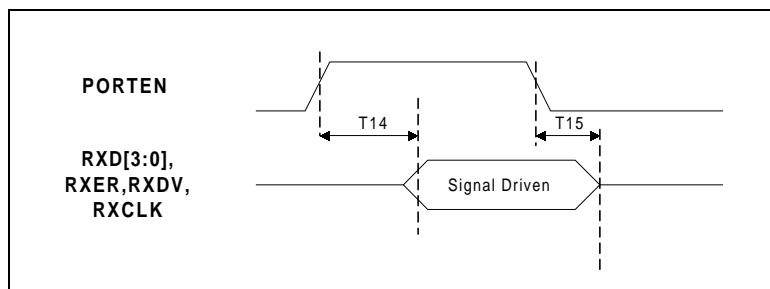 PORTEN
T14
T15
RXD[3:0],
RXER,RXDV,
RXCLK
Signal Driven